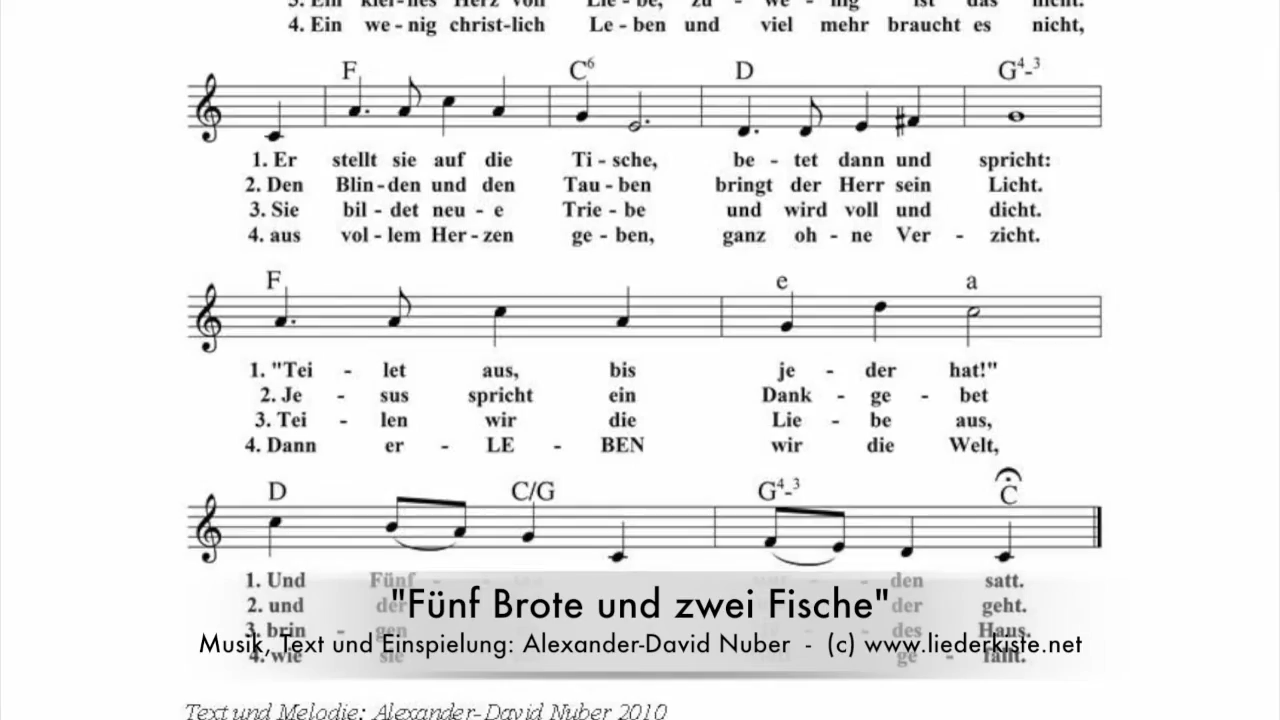 4. Ein we - nig christ-lich Le - ben und viel mehr braucht es nicht,
F C6 D G4-3
1. Er stellt sie auf die Ti - sche, be - tet dann und spricht:
2. Den Blin - den und den Tau - ben bringt der Herr sein Licht.
3. Sie bil - det neu - e Trie - be und wird voll und dicht.
4. aus vol - lem Her - zen ge - ben, ganz oh - ne Ver - zicht.
F e a
1. "Tei - let aus, bis je - der hat!"
2. Je - sus spricht ein Dank - ge - bet
3. Tei - len wir die Lie - be aus,
4. Dann er - LE - BEN wir die Welt,
D C/G G4-3 C
1. Und Fünf - den satt.
2. und der der geht.
"Fünf Brote und zwei Fische"
3. brin - gen des Haus.
Musik, Text und Einspielung: Alexander-David Nuber - (c) www.liederkiste.net
4. wie sie ge - fällt.
Text und Melodie: Alexander-David Nuber 2010